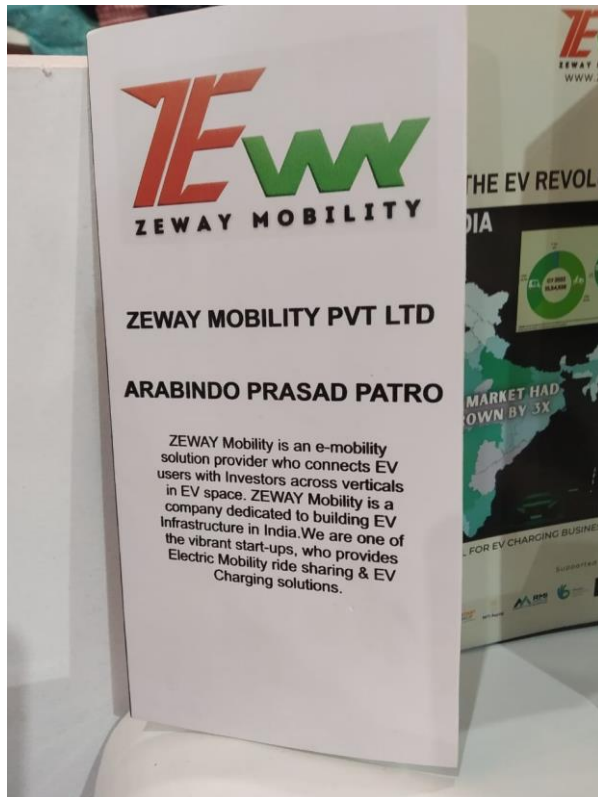 ZEWAY MOBILITY
ZEWAY MOBILITY PVT LTD
ARABINDO PRASAD PATRO
ZEWAY Mobility is an e-mobility
solution provider who connects EV
users with Investors across verticals
in EV space. ZEWAY Mobility is a
company dedicated to building EV
Infrastructure in India.We are one of
the vibrant start-ups, who provides
Electric Mobility ride sharing & EV
Charging solutions.
WWW.
THE EV REVOL
DIA
MARKET HAD
OWN BY 3X
FOR EV CHARGING BUSINE
Supported
RMI